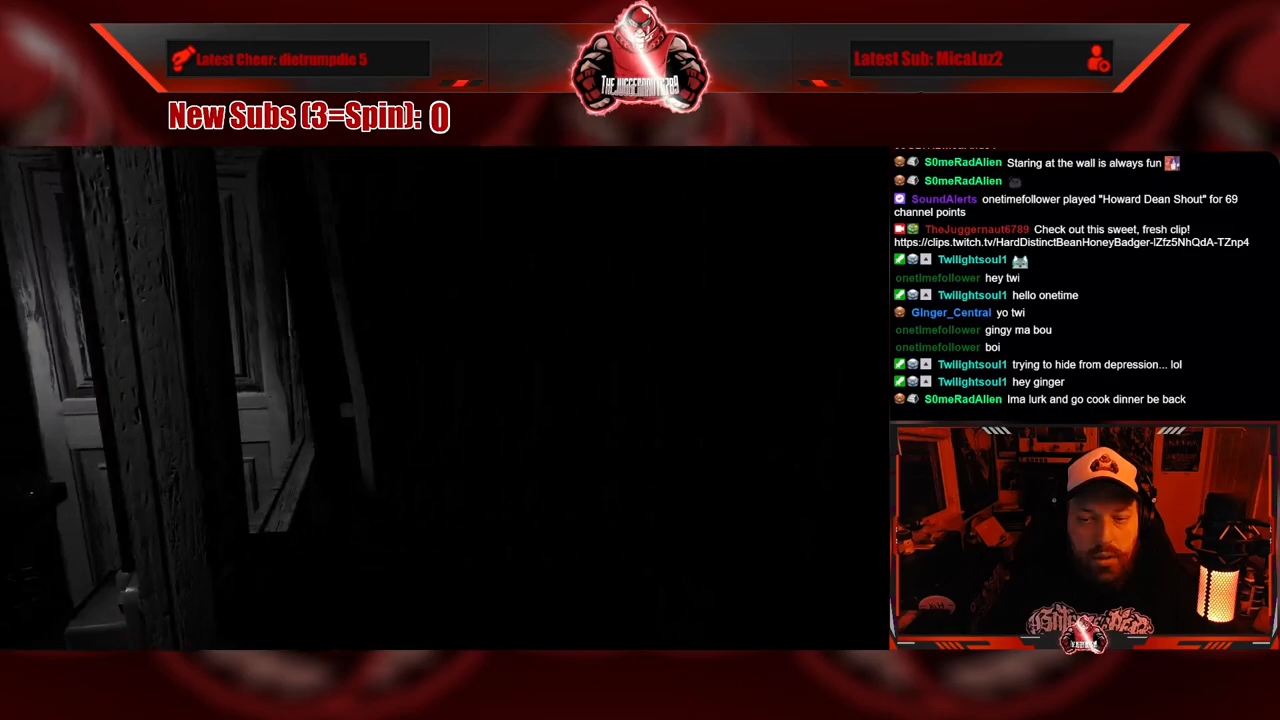 Latest Cheer: dietrumpdie 5
THEJUGGERNAUT6789
Latest Sub: MicaLuz2
New Subs (3=Spin): 0
S0meRadAlien Staring at the wall is always fun
S0meRadAlien
SoundAlerts onetimefollower played "Howard Dean Shout" for 69
channel points
TheJuggernaut6789 Check out this sweet, fresh clip!
https://clips.twitch.tv/HardDistinctBeanHoneyBadger-lZfz5NhQdA-TZnp4
Twilightsoul1
onetimefollower hey twi
Twilightsoul1 hello onetime
Ginger_Central yo twi
onetimefollower gingy ma bou
onetimefollower boi
Twilightsoul1 trying to hide from depression... lol
Twilightsoul1 hey ginger
S0meRadAlien Ima lurk and go cook dinner be back